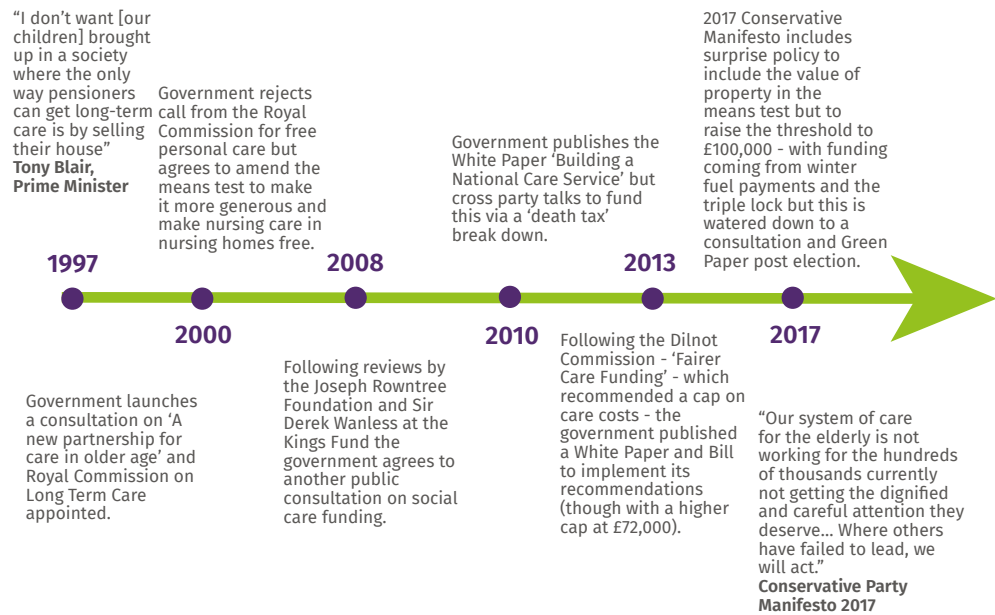 “I don’t want [our
children] brought
up in a society
where the only
way pensioners
can get long-term
care is by selling
their house”
Tony Blair,
Prime Minister
1997
Government launches
a consultation on ‘A
new partnership for
care in older age’ and
Royal Commission on
Long Term Care
appointed.
Government rejects
call from the Royal
Commission for free
personal care but
agrees to amend the
means test to make
it more generous and
make nursing care in
nursing homes free.
2000
2008
Following reviews by
the Joseph Rowntree
Foundation and Sir
Derek Wanless at the
Kings Fund the
government agrees to
another public
consultation on social
care funding.
Government publishes the
White Paper ‘Building a
National Care Service’ but
cross party talks to fund
this via a ‘death tax’
break down.
2010
2013
Following the Dilnot
Commission - ‘Fairer
Care Funding’ - which
recommended a cap on
care costs - the
government published
a White Paper and Bill
to implement its
recommendations
(though with a higher
cap at £72,000).
2017 Conservative
Manifesto includes
surprise policy to
include the value of
property in the
means test but to
raise the threshold to
£100,000 - with funding
coming from winter
fuel payments and the
triple lock but this is
watered down to a
consultation and Green
Paper post election.
2017
“Our system of care
for the elderly is not
working for the hundreds
of thousands currently
not getting the dignified
and careful attention they
deserve... Where others
have failed to lead, we
will act.”
Conservative Party
Manifesto 2017